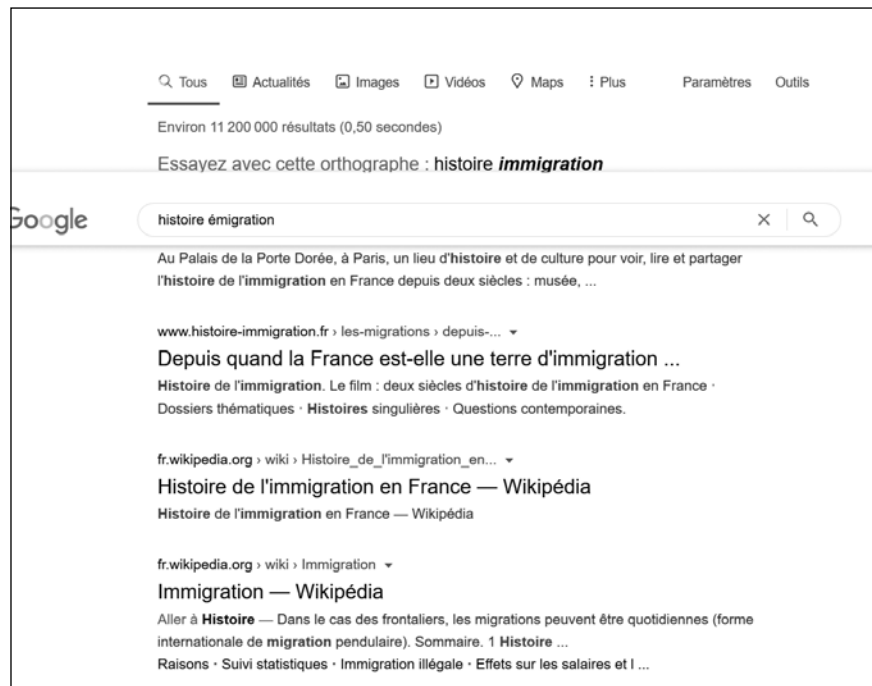 Tous Actualités Images Vidéos Maps Plus Paramètres Outils
Environ 11 200 000 résultats (0,50 secondes)
Essayez avec cette orthographe : histoire immigration
Google histoire émigration
Au Palais de la Porte Dorée, à Paris, un lieu d'histoire et de culture pour voir, lire et partager
l'histoire de l'immigration en France depuis deux siècles : musée, ...
www.histoire-immigration.fr › les-migrations › depuis-...
Depuis quand la France est-elle une terre d'immigration ...
Histoire de l'immigration. Le film : deux siècles d'histoire de l'immigration en France ·
Dossiers thématiques · Histoires singulières · Questions contemporaines.
fr.wikipedia.org › wiki › Histoire_de_l'immigration_en...
Histoire de l'immigration en France — Wikipédia
Histoire de l'immigration en France — Wikipédia
fr.wikipedia.org › wiki › Immigration
Immigration — Wikipédia
Aller à Histoire — Dans le cas des frontaliers, les migrations peuvent être quotidiennes (forme
internationale de migration pendulaire). Sommaire. 1 Histoire ...
Raisons · Suivi statistiques · Immigration illégale · Effets sur les salaires et l ...